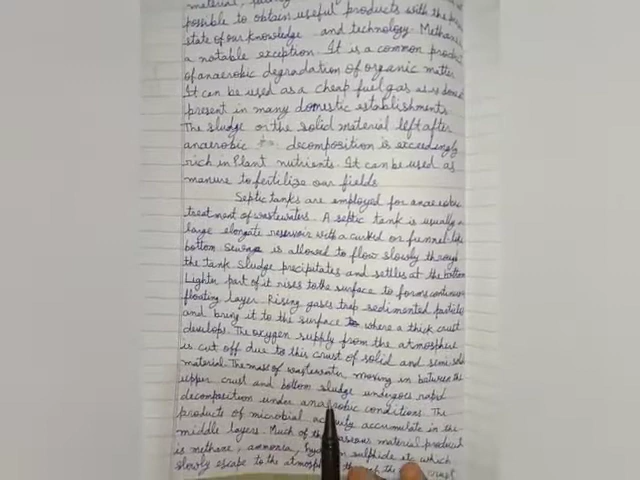 material,
possible to obtain useful products with the
state of our knowledge and technology. Methane
a notable exception. It is a common product
of anaerobic degradation of organic matter
It can be used as a cheap fuel gas as is done
present in many domestic establishments
The sludge or the solid material left after
anaerobic decomposition is exceedingly
rich in Plant nutrients. It can be used as
manure to fertilize our fields
Septic tanks are employed for anaerobic
treatment of wastewaters. A septic tank is usually a
large elongate reservoir with a curved or funnel like
bottom Sewage is allowed to flow slowly through
the tank. Sludge precipitates and settles at the bottom
Lighter part of it rises to the surface to form continuous
floating layer. Rising gases trap sedimented particles
and bring it to the surface where a thick crust
develops. The oxygen supply from the atmosphere
is cut off due to this crust of solid and semi solid
material. The mass of wastewater moving in between the
upper crust and bottom sludge undergoes rapid
decomposition under anaerobic conditions. The
products of microbial accumulate in the
middle layers. Much of the gaseous material produced
is methane, ammonia, sulphide etc which
slowly escape to the the crust